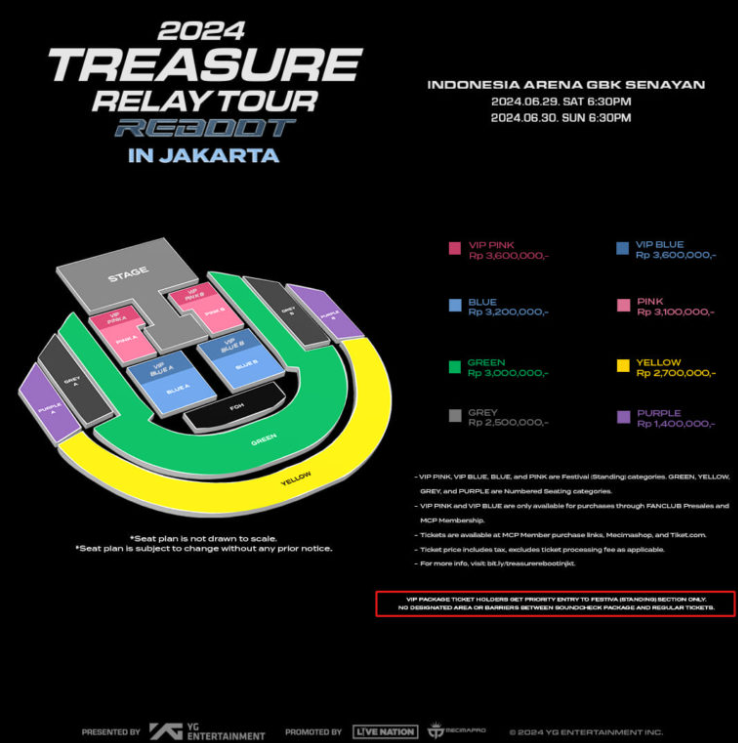 2024
TREASURE
RELAY TOUR
REBOOT
IN JAKARTA
INDONESIA ARENA GBK SENAYAN
2024.06.29. SAT 6:30PM
2024.06.30. SUN 6:30PM
STAGE
VIP PINK A
PINK A
VIP PINK B
PINK B
VIP BLUE A
BLUE A
VIP BLUE B
BLUE B
FOH
GREEN
YELLOW
GREY A
PURPLE A
GREY B
PURPLE B
*Seat plan is not drawn to scale.
*Seat plan is subject to change without any prior notice.
VIP PINK
Rp 3,600,000,-
VIP BLUE
Rp 3,600,000,-
BLUE
Rp 3,200,000,-
PINK
Rp 3,100,000,-
GREEN
Rp 3,000,000,-
YELLOW
Rp 2,700,000,-
GREY
Rp 2,500,000,-
PURPLE
Rp 1,400,000,-
- VIP PINK, VIP BLUE, BLUE, and PINK are Festival (Standing) categories. GREEN, YELLOW,
GREY, and PURPLE are Numbered Seating categories.
- VIP PINK and VIP BLUE are only available for purchases through FANCLUB Presales and
MCP Membership.
- Tickets are available at MCP Member purchase links, Mecimashop, and Tiket.com.
- Ticket price includes tax, excludes ticket processing fee as applicable.
- For more info, visit: bit.ly/treasurerebootinjkt.
VIP PACKAGE TICKET HOLDERS GET PRIORITY ENTRY TO FESTIVA (STANDING) SECTION ONLY.
NO DESIGNATED AREA OR BARRIERS BETWEEN SOUNDCHECK PACKAGE AND REGULAR TICKETS.
PRESENTED BY YG ENTERTAINMENT PROMOTED BY LIVE NATION MECIMAPRO © 2024 YG ENTERTAINMENT INC.